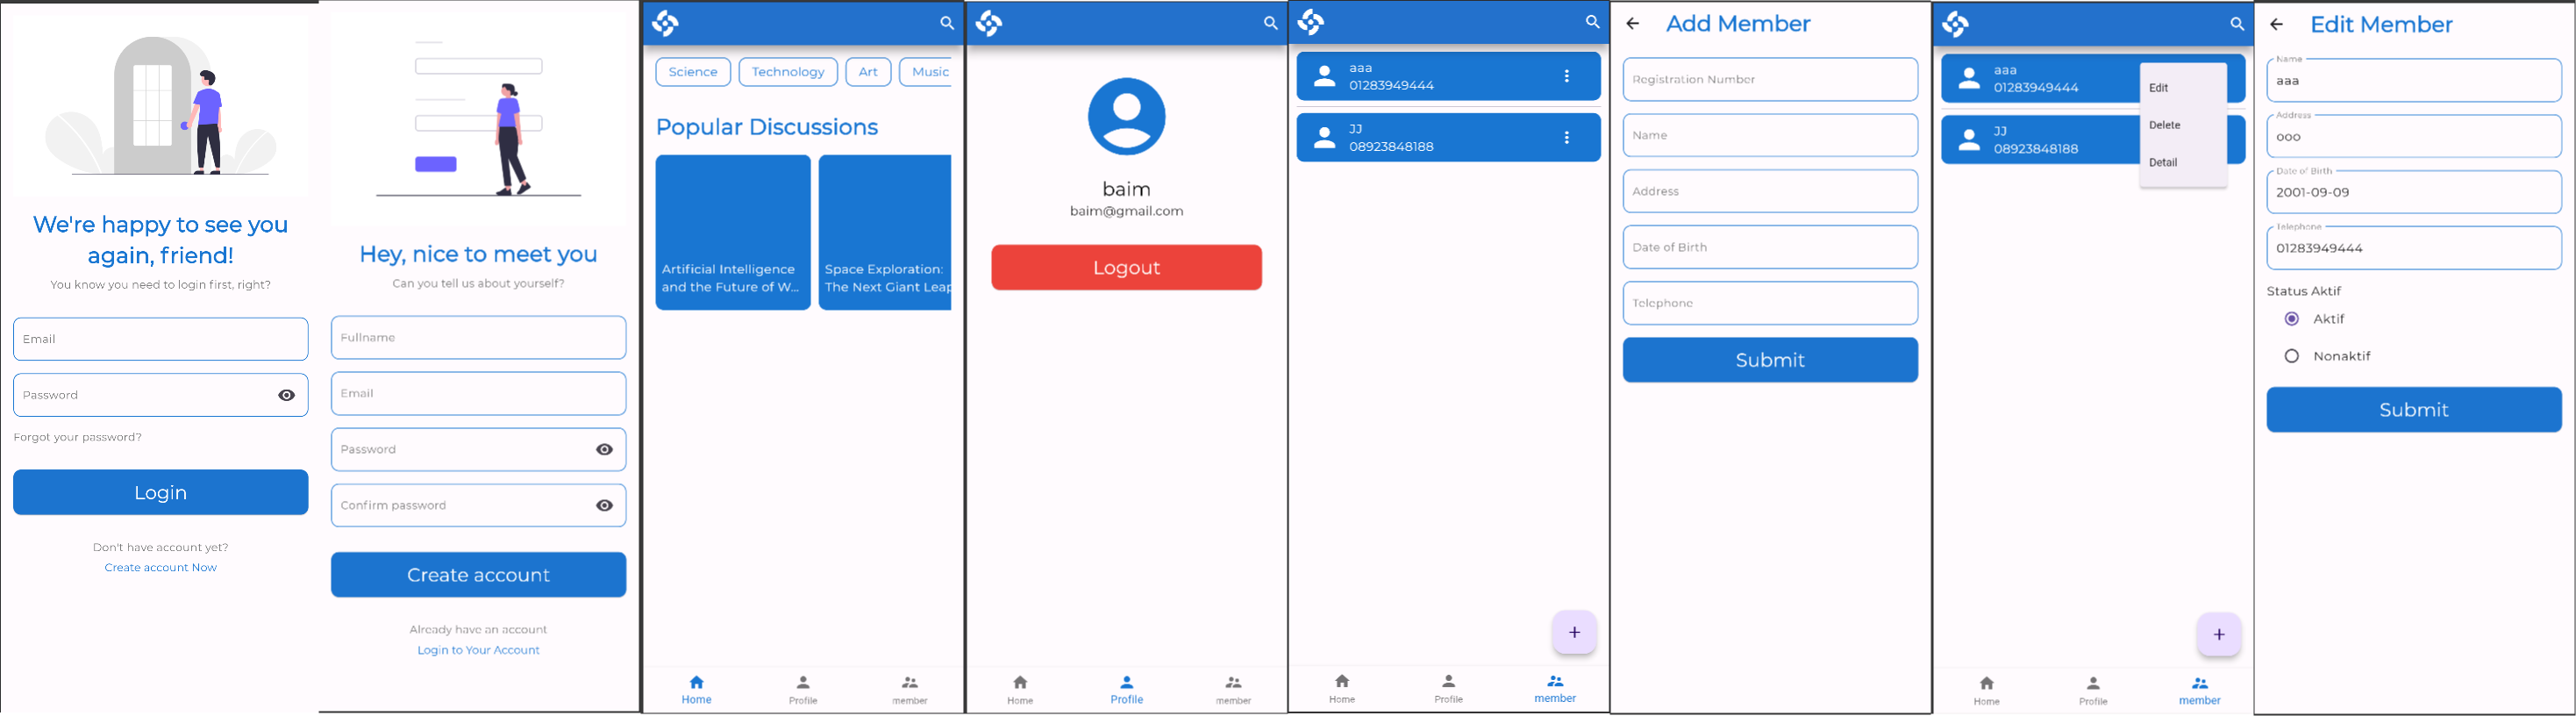 We're happy to see you
again, friend!
You know you need to login first, right?
Email
Password
Forgot your password?
Login
Don't have account yet?
Create account Now
Hey, nice to meet you
Can you tell us about yourself?
Fullname
Email
Password
Confirm password
Create account
Already have an account
Login to Your Account
Science
Technology
Art
Music
Popular Discussions
Artificial Intelligence
and the Future of W...
Space Exploration:
The Next Giant Leap
Home
Profile
member
baim
baim@gmail.com
Logout
Home
Profile
member
aaa
01283949444
JJ
08923848188
+
Home
Profile
member
Add Member
Registration Number
Name
Address
Date of Birth
Telephone
Submit
aaa
01283949444
JJ
08923848188
Edit
Delete
Detail
+
Home
Profile
member
Edit Member
Name
aaa
Address
ooo
Date of Birth
2001-09-09
Telephone
01283949444
Status Aktif
Aktif
Nonaktif
Submit